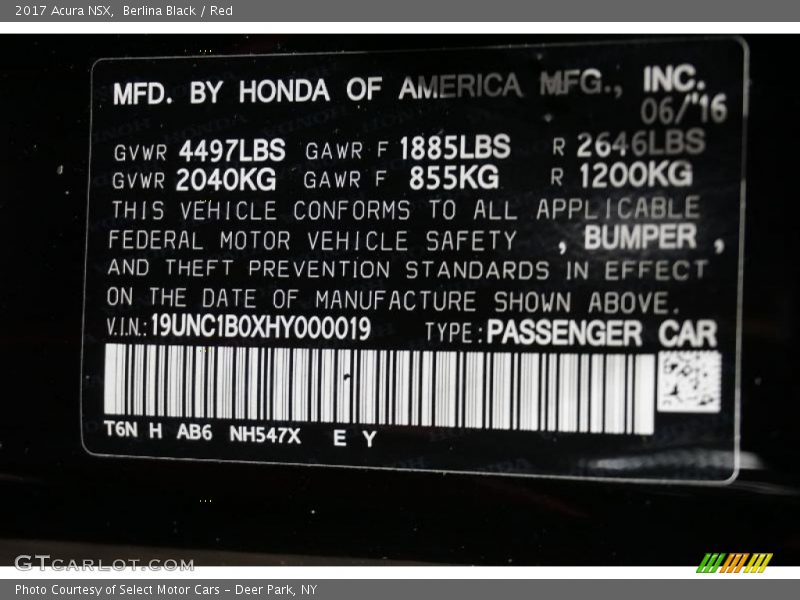 2017 Acura NSX,  Berlina Black / Red
MFD. BY HONDA OF AMERICA MFG., INC.
06/'16
GVWR 4497LBS GAWR F 1885LBS R 2646LBS
GVWR 2040KG GAWR F 855KG R 1200KG
THIS VEHICLE CONFORMS TO ALL APPLICABLE
FEDERAL MOTOR VEHICLE SAFETY , BUMPER ,
AND THEFT PREVENTION STANDARDS IN EFFECT
ON THE DATE OF MANUFACTURE SHOWN ABOVE.
V.I.N.: 19UNC1B0XHY000019 TYPE: PASSENGER CAR
T6N H AB6 NH547X E Y
GTCARLOT.COM
Photo Courtesy of Select Motor Cars - Deer Park, NY